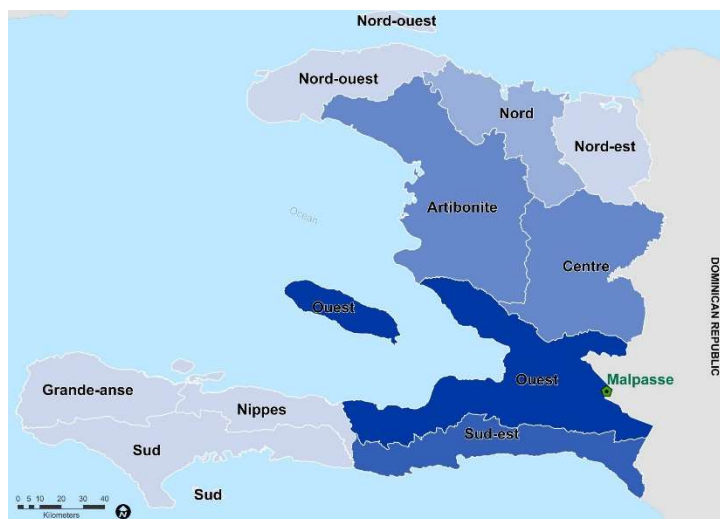 Nord-ouest
Nord-ouest
Nord
Nord-est
Ocean
Artibonite
Centre
DOMINICAN REPUBLIC
Ouest
Ouest
Malpasse
Grande-anse
Nippes
Sud-est
Sud
Sud
0 5 10 20 30 40
Kilometers
N